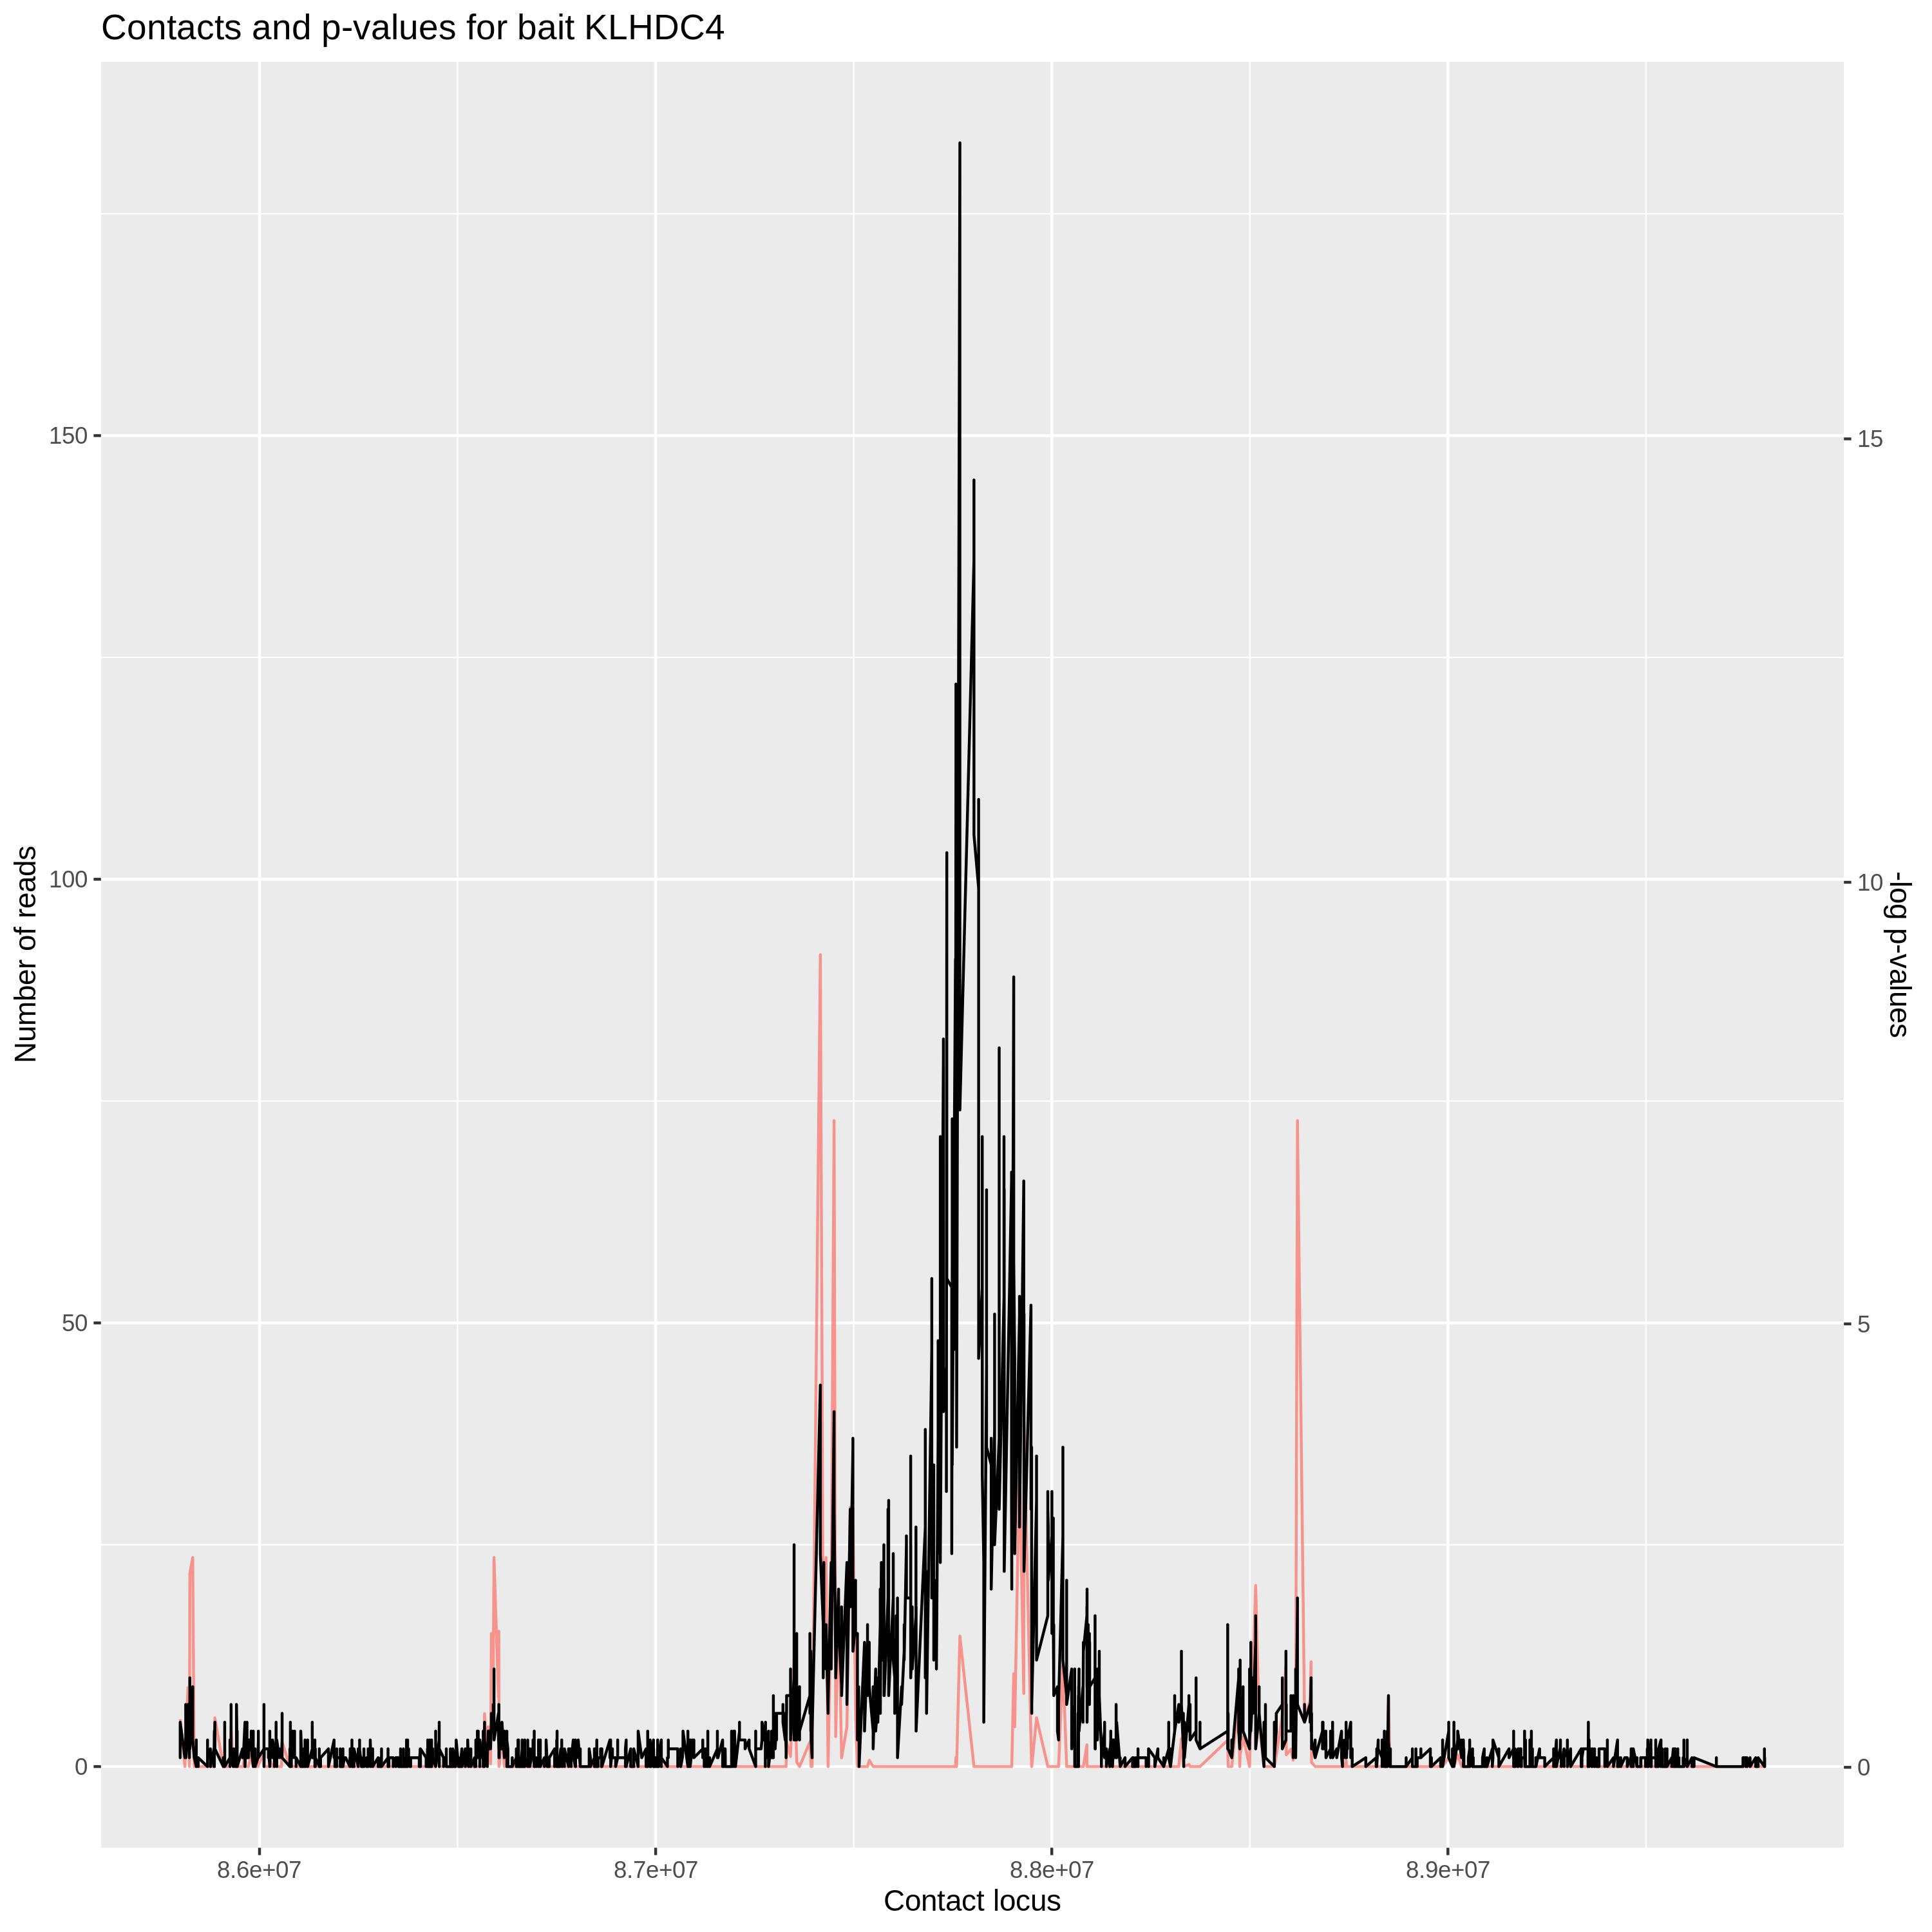 Contacts and p-values for bait KLHDC4
150
100
50
0
Number of reads
15
10
5
0
-log p-values
8.6e+07
8.7e+07
8.8e+07
8.9e+07
Contact locus